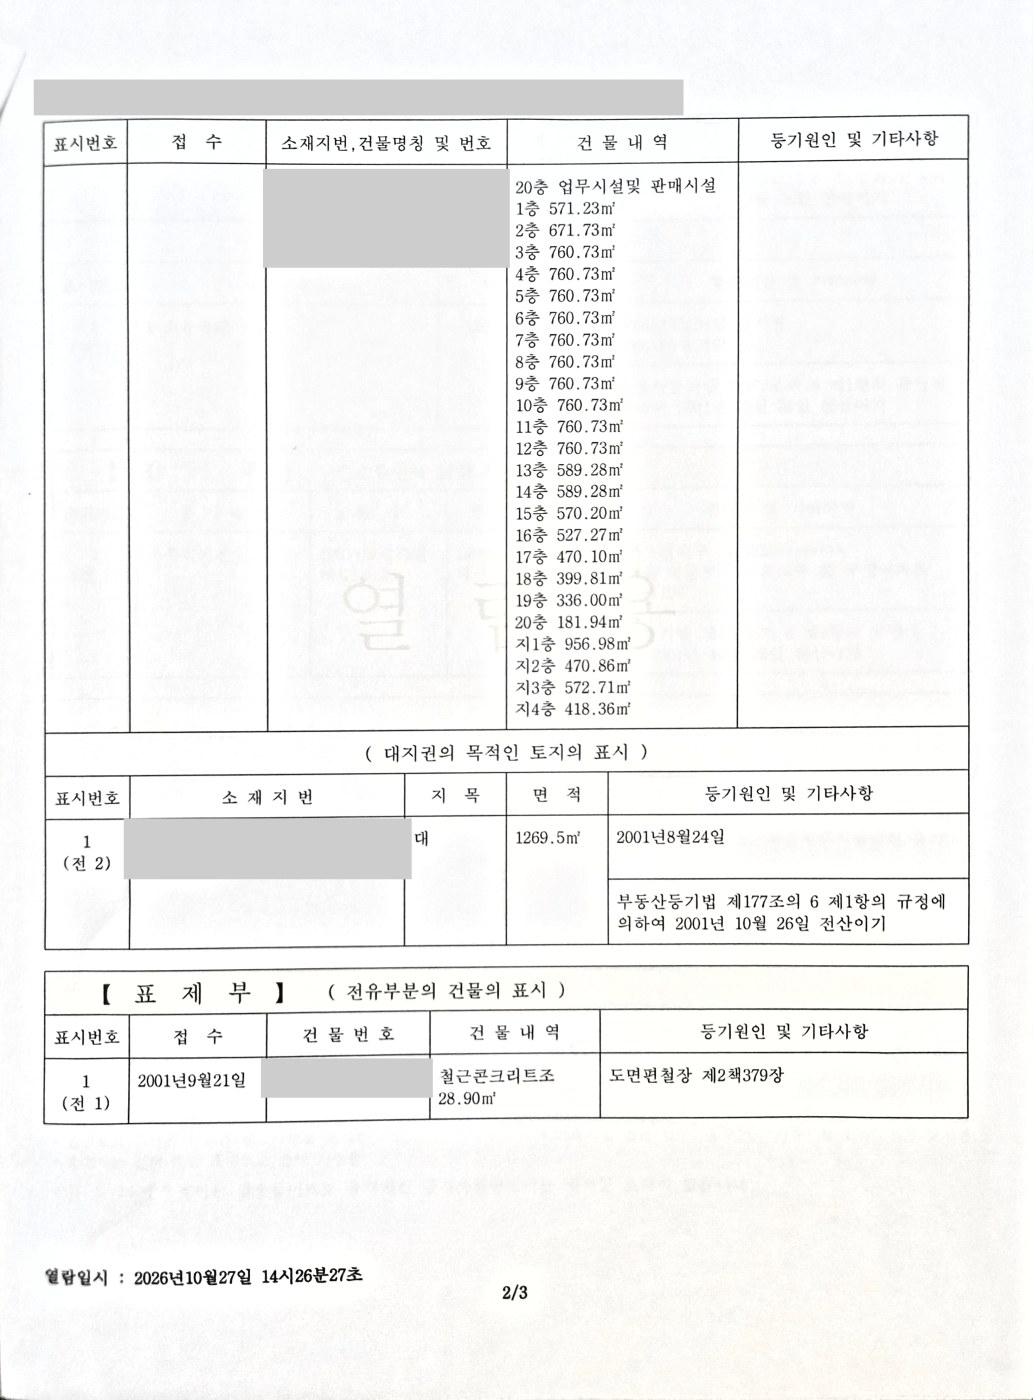 표시번호 접 수 소재지번,건물명칭 및 번호 건 물 내 역 등기원인 및 기타사항
20층 업무시설및 판매시설
1층 571.23㎡
2층 671.73㎡
3층 760.73㎡
4층 760.73㎡
5층 760.73㎡
6층 760.73㎡
7층 760.73㎡
8층 760.73㎡
9층 760.73㎡
10층 760.73㎡
11층 760.73㎡
12층 760.73㎡
13층 589.28㎡
14층 589.28㎡
15층 570.20㎡
16층 527.27㎡
17층 470.10㎡
18층 399.81㎡
19층 336.00㎡
20층 181.94㎡
지1층 956.98㎡
지2층 470.86㎡
지3층 572.71㎡
지4층 418.36㎡
열 람 용
( 대지권의 목적인 토지의 표시 )
표시번호 소 재 지 번 지 목 면 적 등기원인 및 기타사항
1 대 1269.5㎡ 2001년8월24일
(전 2)
부동산등기법 제177조의 6 제1항의 규정에
의하여 2001년 10월 26일 전산이기
【 표 제 부 】 ( 전유부분의 건물의 표시 )
표시번호 접 수 건 물 번 호 건 물 내 역 등기원인 및 기타사항
1 2001년9월21일 철근콘크리트조 도면편철장 제2책379장
(전 1) 28.90㎡
열람일시 : 2026년10월27일 14시26분27초
2/3